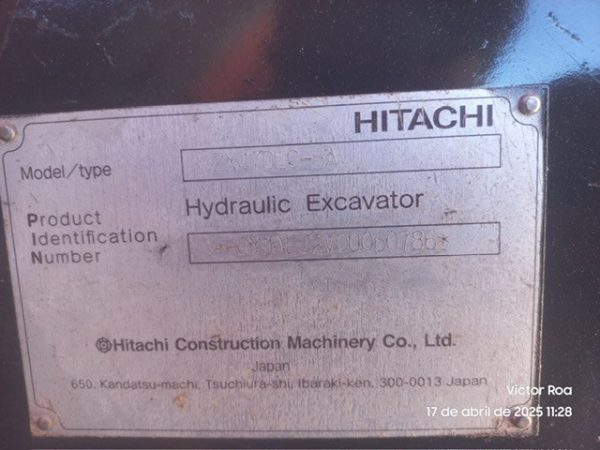 HITACHI
Model/type
Hydraulic Excavator
Product
Identification
Number
Hitachi Construction Machinery Co., Ltd.
Japan
650, Kandatsu-machi, Tsuchiura-shi, Ibaraki-ken, 300-0013 Japan
Victor Roa
17 de abril de 2025 11:28